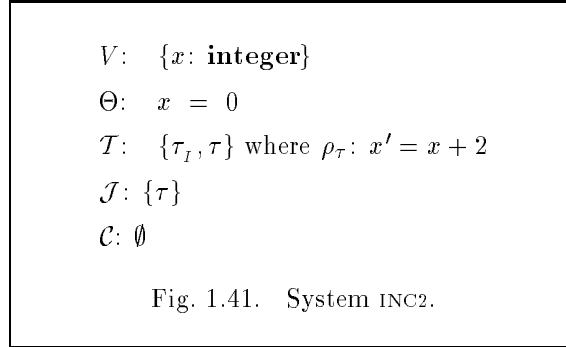 V: {x: integer}
Θ: x = 0
𝒯: {τ_I, τ} where ρ_τ: x′ = x + 2
𝒥: {τ}
𝒞: ∅
Fig. 1.41. System INC2.